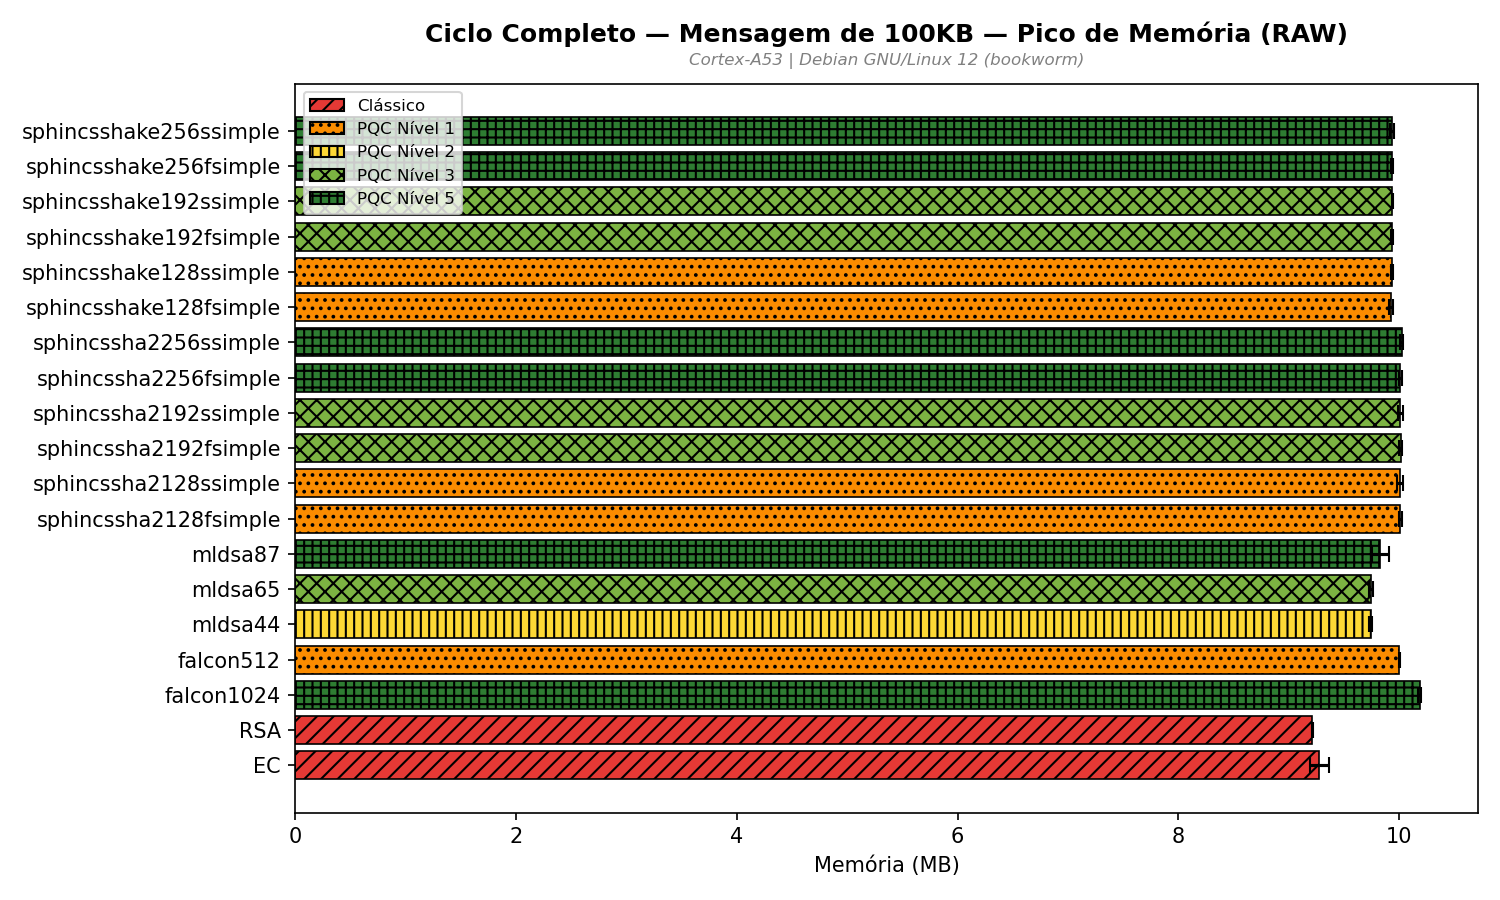 Ciclo Completo — Mensagem de 100KB — Pico de Memória (RAW)
Cortex-A53 | Debian GNU/Linux 12 (bookworm)
Clássico
PQC Nível 1
PQC Nível 2
PQC Nível 3
PQC Nível 5
sphincsshake256ssimple
sphincsshake256fsimple
sphincsshake192ssimple
sphincsshake192fsimple
sphincsshake128ssimple
sphincsshake128fsimple
sphincssha2256ssimple
sphincssha2256fsimple
sphincssha2192ssimple
sphincssha2192fsimple
sphincssha2128ssimple
sphincssha2128fsimple
mldsa87
mldsa65
mldsa44
falcon512
falcon1024
RSA
EC
0 2 4 6 8 10
Memória (MB)